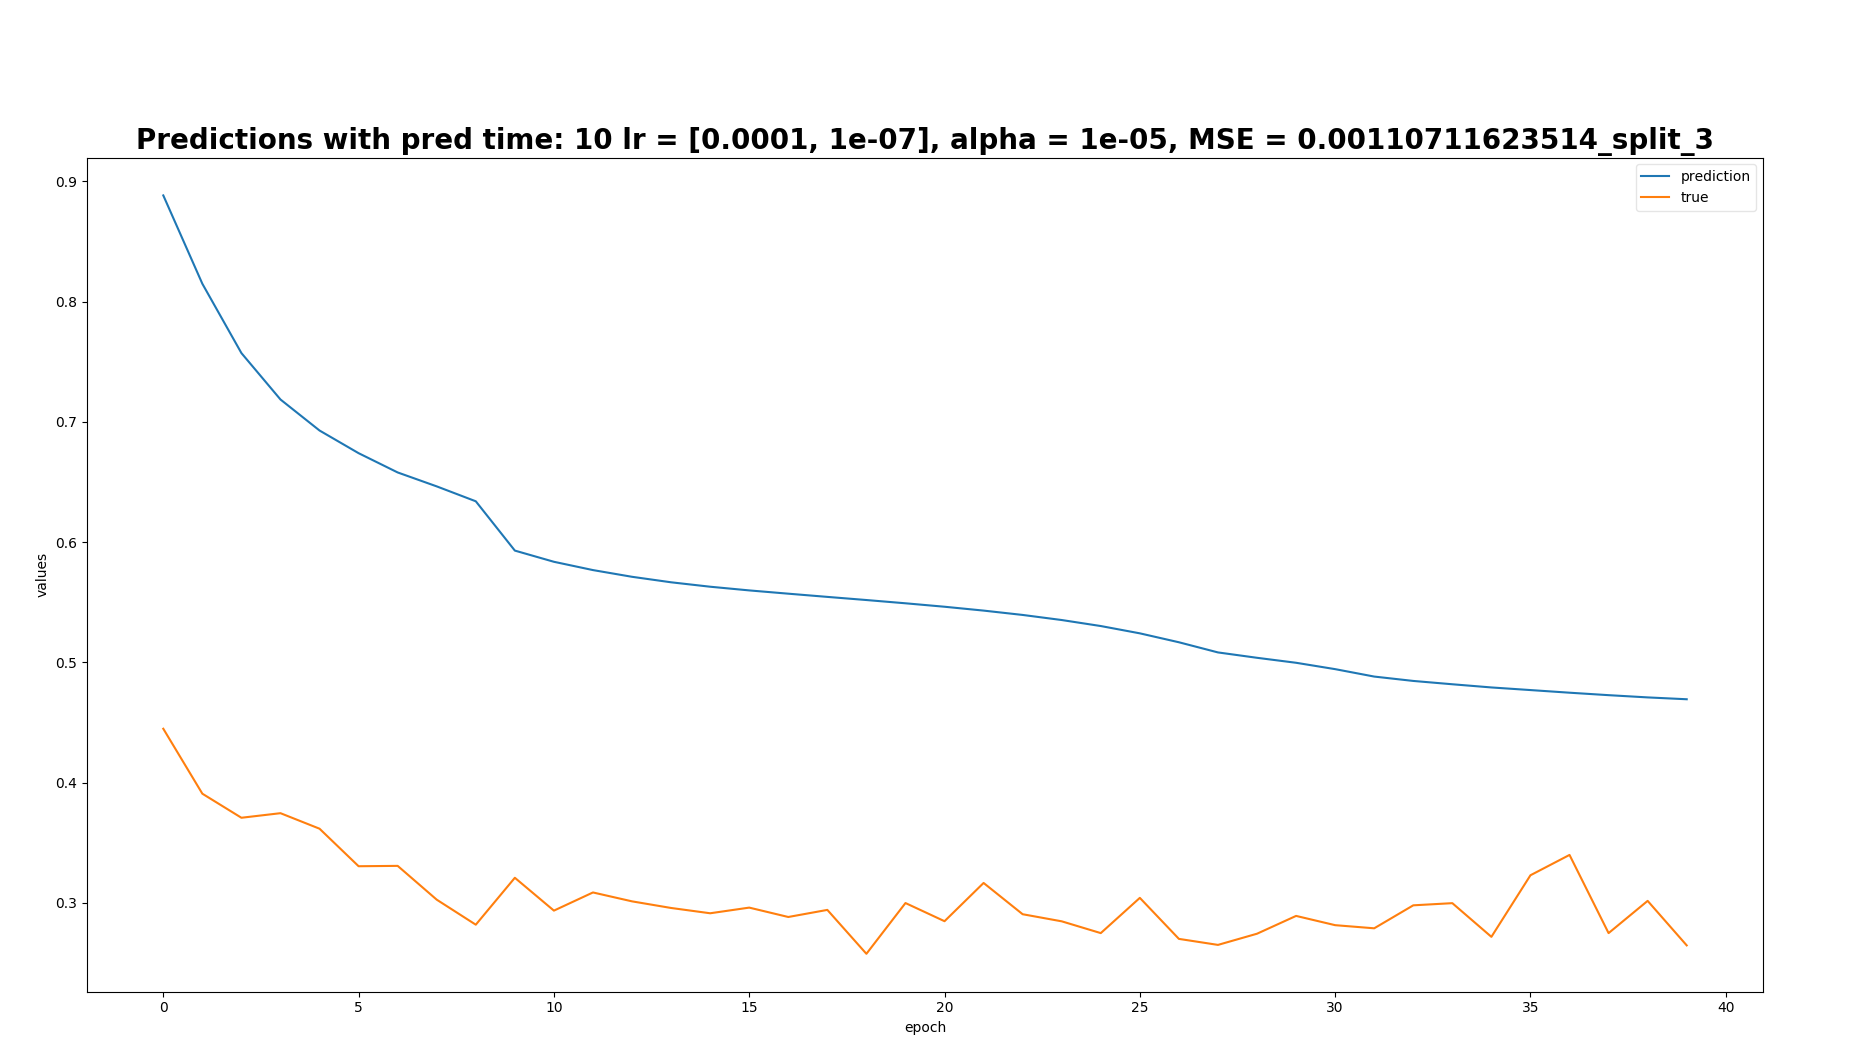 Predictions with pred time: 10 lr = [0.0001, 1e-07], alpha = 1e-05, MSE = 0.00110711623514_split_3
prediction
true
0.9
0.8
0.7
0.6
0.5
0.4
0.3
values
0 5 10 15 20 25 30 35 40
epoch